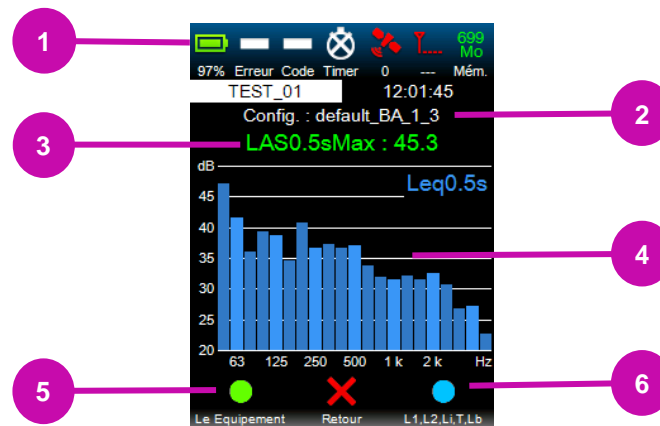 699
Mo
97% Erreur Code Timer 0 --- Mém.
TEST_01 12:01:45
Config. : default_BA_1_3
LAS0.5sMax : 45.3
dB
Leq0.5s
45
40
35
30
25
20
63 125 250 500 1 k 2 k Hz
Le Equipement Retour L1,L2,Li,T,Lb
1
2
3
4
5
6